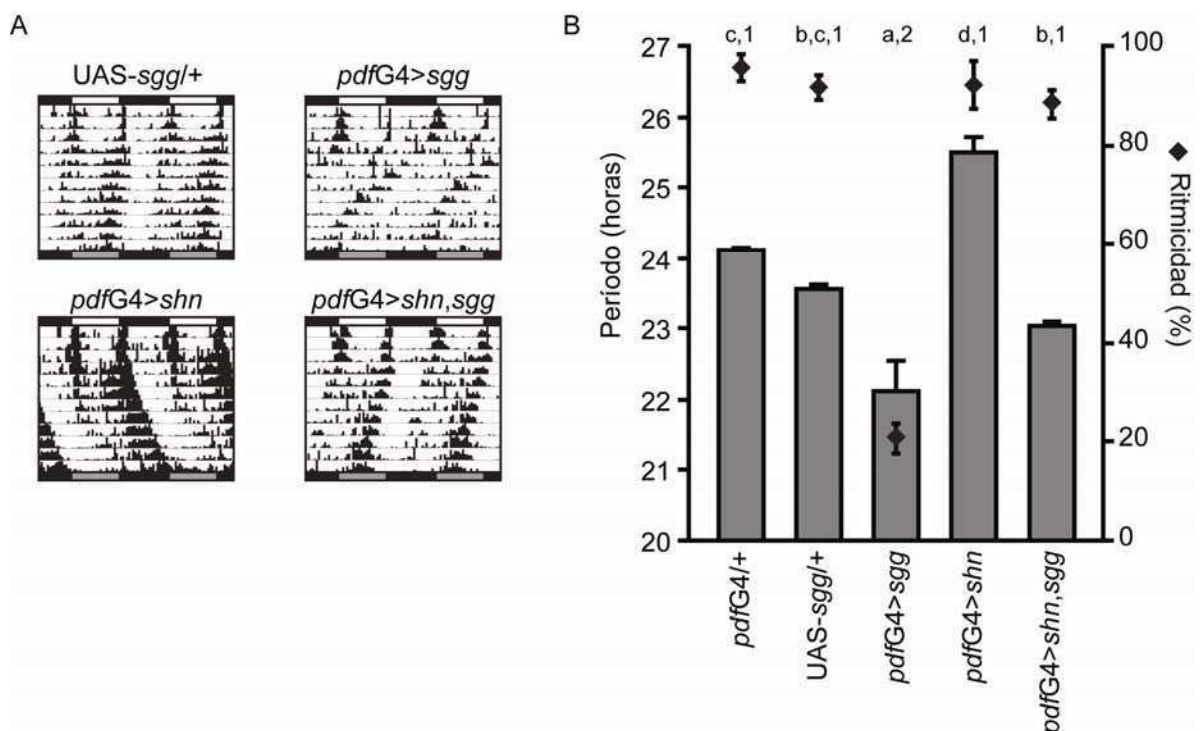 A
UAS-sgg/+
pdfG4>sgg
pdfG4>shn
pdfG4>shn,sgg
B
c,1
b,c,1
a,2
d,1
b,1
Período (horas)
27
26
25
24
23
22
21
20
100
80
60
40
20
0
Ritmicidad (%)
pdfG4/+
UAS-sgg/+
pdfG4>sgg
pdfG4>shn
pdfG4>shn,sgg